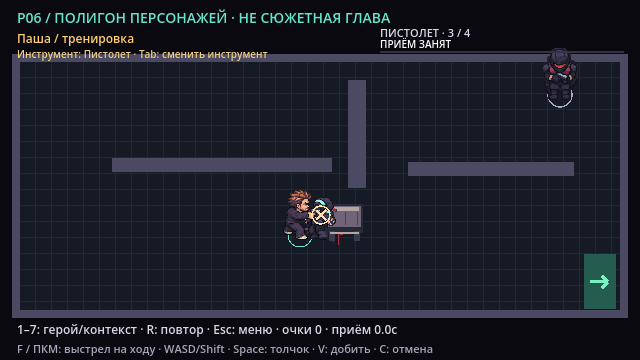 P06 / ПОЛИГОН ПЕРСОНАЖЕЙ · НЕ СЮЖЕТНАЯ ГЛАВА
Паша / тренировка
ПИСТОЛЕТ · 3 / 4
ПРИЁМ ЗАНЯТ
Инструмент: Пистолет · Tab: сменить инструмент
1–7: герой/контекст · R: повтор · Esc: меню · очки 0 · приём 0.0с
F / ПКМ: выстрел на ходу · WASD/Shift · Space: толчок · V: добить · C: отмена